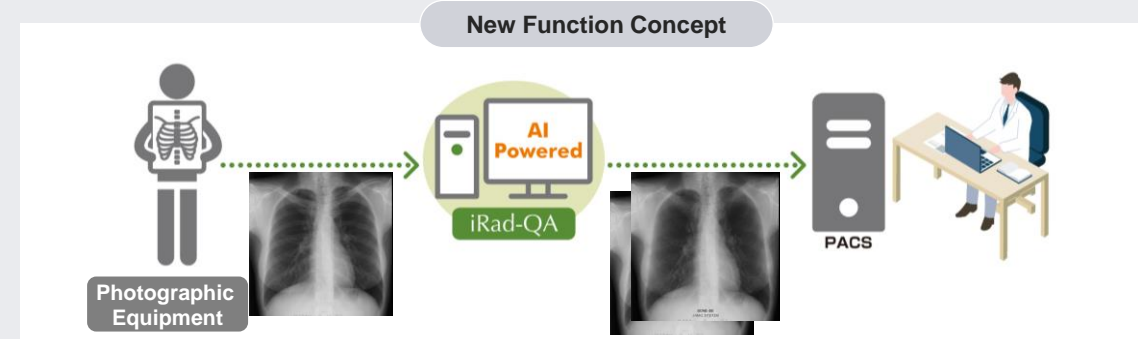 New Function Concept
AI
Powered
iRad-QA
PACS
Photographic
Equipment